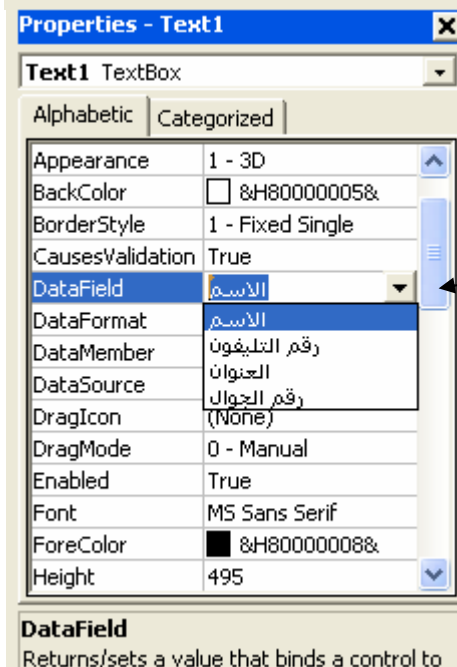 Properties - Text1
Text1 TextBox
Alphabetic Categorized
Appearance 1 - 3D
BackColor &H80000005&
BorderStyle 1 - Fixed Single
CausesValidation True
DataField الاسم
DataFormat الاسم
DataMember رقم التليفون
العنوان
DataSource رقم الجوال
DragIcon (None)
DragMode 0 - Manual
Enabled True
Font MS Sans Serif
ForeColor &H80000008&
Height 495
DataField
Returns/sets a value that binds a control to